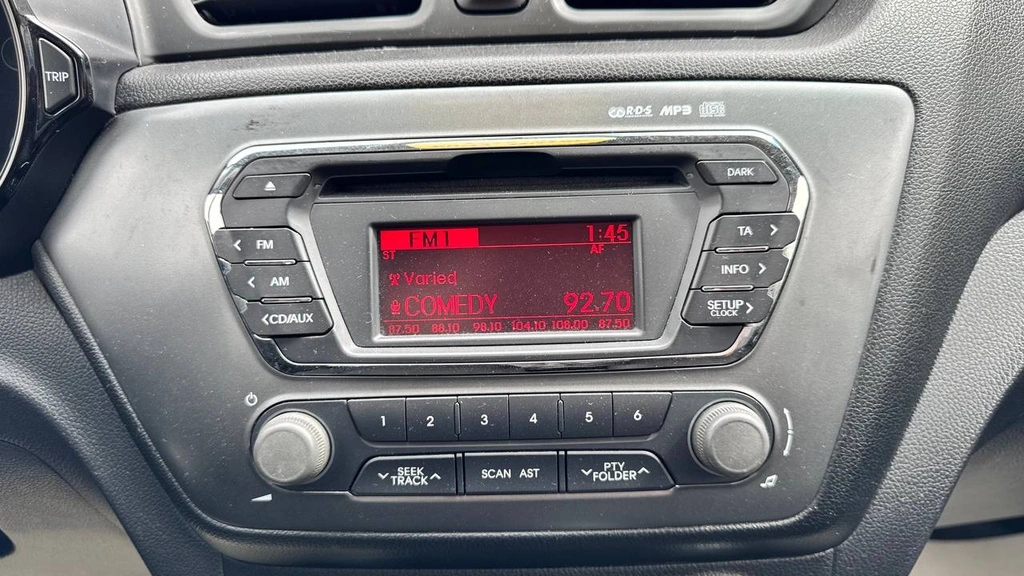 TRIP
R·D·S MP3 disc
DARK
FM
AM
CD/AUX
TA
INFO
SETUP
CLOCK
FM1 1:45
ST AF
Varied
COMEDY 92.70
87.50 88.10 98.10 104.10 108.00 87.50
1 2 3 4 5 6
SEEK
TRACK
SCAN AST
PTY
FOLDER